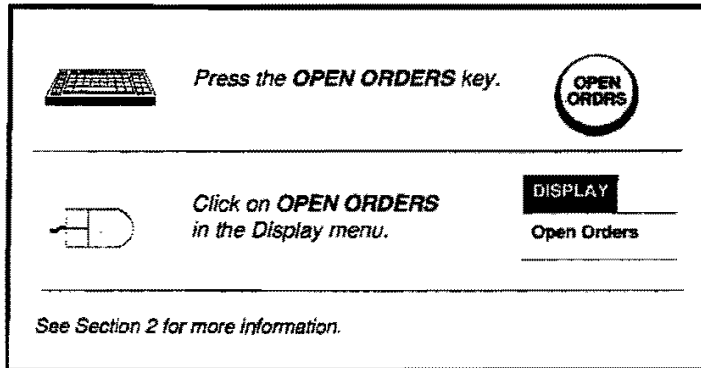 Press the OPEN ORDERS key.
OPEN
ORDRS
Click on OPEN ORDERS
in the Display menu.
DISPLAY
Open Orders
See Section 2 for more information.